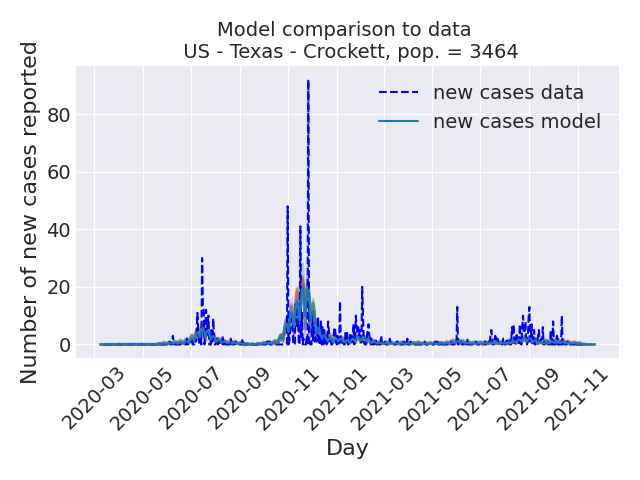 Model comparison to data
US - Texas - Crockett, pop. = 3464
Number of new cases reported
80
60
40
20
0
new cases data
new cases model
2020-03
2020-05
2020-07
2020-09
2020-11
2021-01
2021-03
2021-05
2021-07
2021-09
2021-11
Day